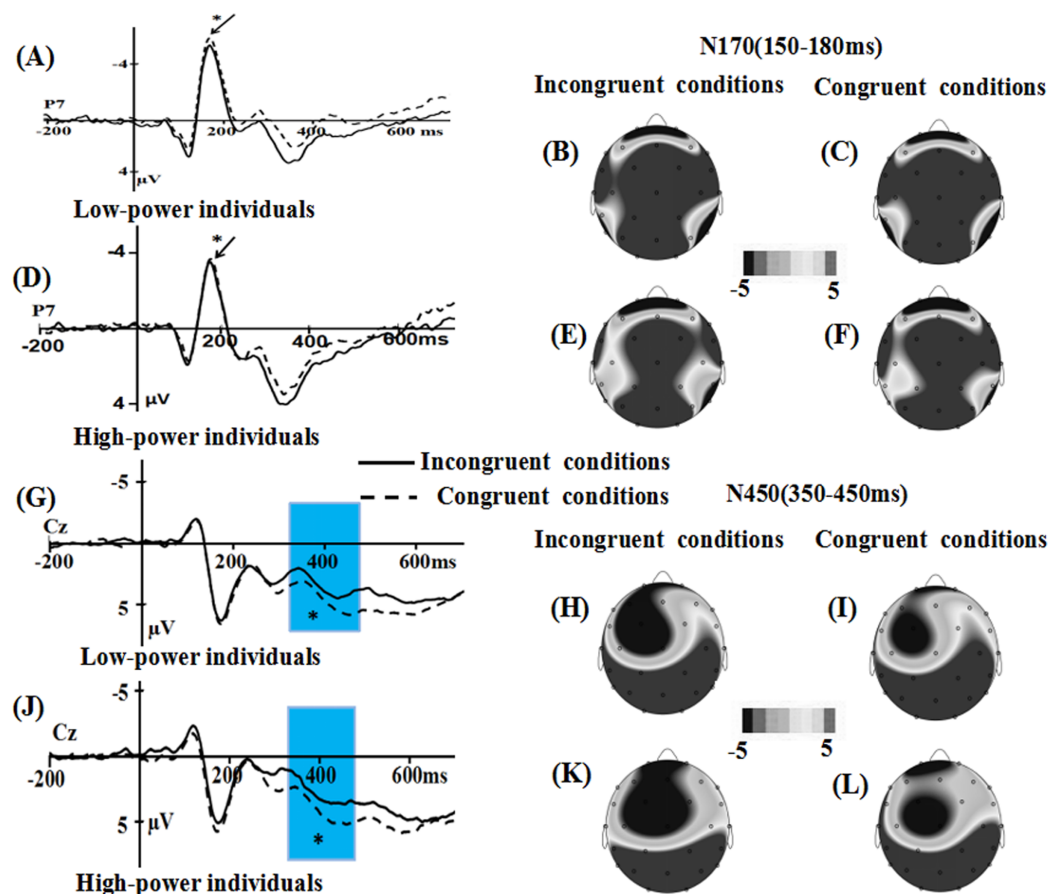 (A)
*
-4
P7
-200
200
400
600 ms
4
µV
Low-power individuals
(D)
*
-4
P7
-200
200
400
600ms
4
µV
High-power individuals
N170(150-180ms)
Incongruent conditions
Congruent conditions
(B)
(C)
-5
5
(E)
(F)
Incongruent conditions
Congruent conditions
(G)
-5
Cz
-200
200
400
600ms
5
µV
*
Low-power individuals
(J)
-5
Cz
-200
200
400
600ms
5
µV
*
High-power individuals
N450(350-450ms)
Incongruent conditions
Congruent conditions
(H)
(I)
-5
5
(K)
(L)